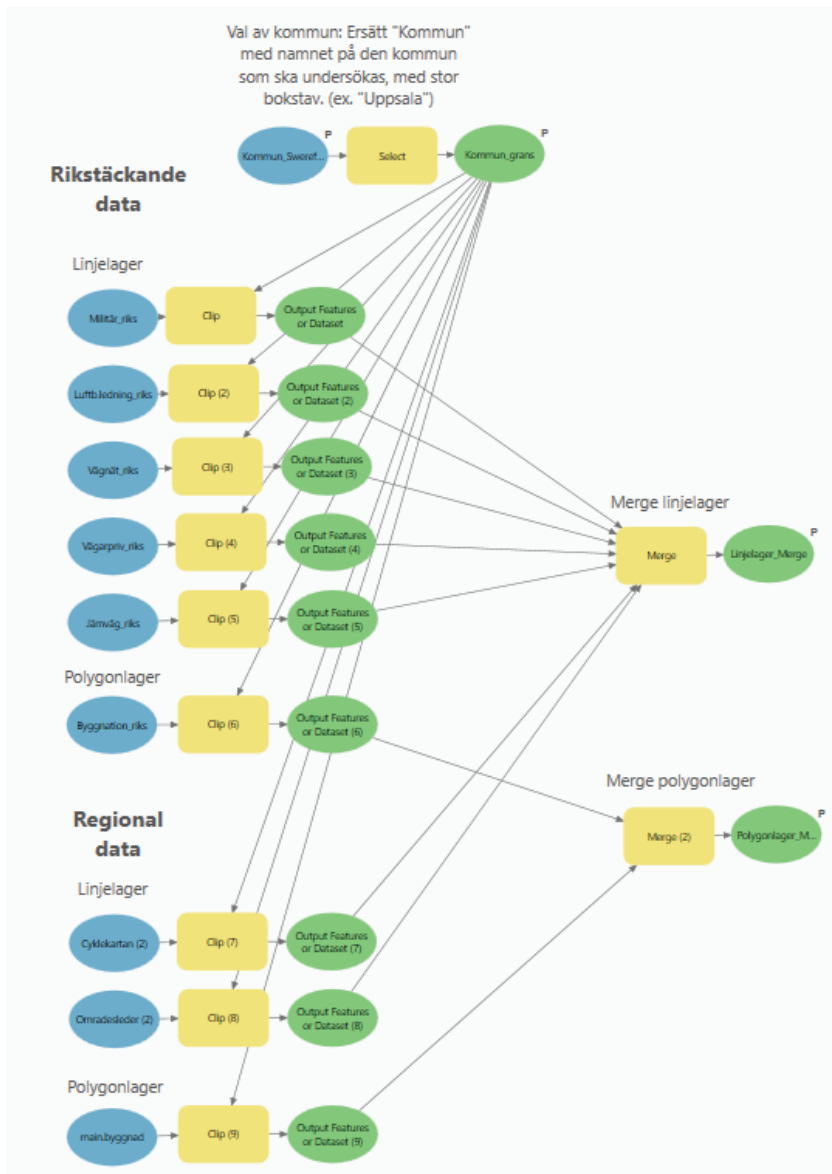 Val av kommun: Ersätt "Kommun"
med namnet på den kommun
som ska undersökas, med stor
bokstav. (ex. "Uppsala")
P
P
Kommun_Sweref...
Select
Kommun_grans
Rikstäckande
data
Linjelager
Militär_riks
Clip
Output Features
or Dataset
Luftb.ledning_riks
Clip (2)
Output Features
or Dataset (2)
Vägnät_riks
Clip (3)
Output Features
or Dataset (3)
Merge linjelager
P
Vägarpriv_riks
Clip (4)
Output Features
or Dataset (4)
Merge
Linjelager_Merge
Järnväg_riks
Clip (5)
Output Features
or Dataset (5)
Polygonlager
Byggnation_riks
Clip (6)
Output Features
or Dataset (6)
Merge polygonlager
P
Merge (2)
Polygonlager_M...
Regional
data
Linjelager
Cyklekartan (2)
Clip (7)
Output Features
or Dataset (7)
Omradesleder (2)
Clip (8)
Output Features
or Dataset (8)
Polygonlager
main.byggnad
Clip (9)
Output Features
or Dataset (9)